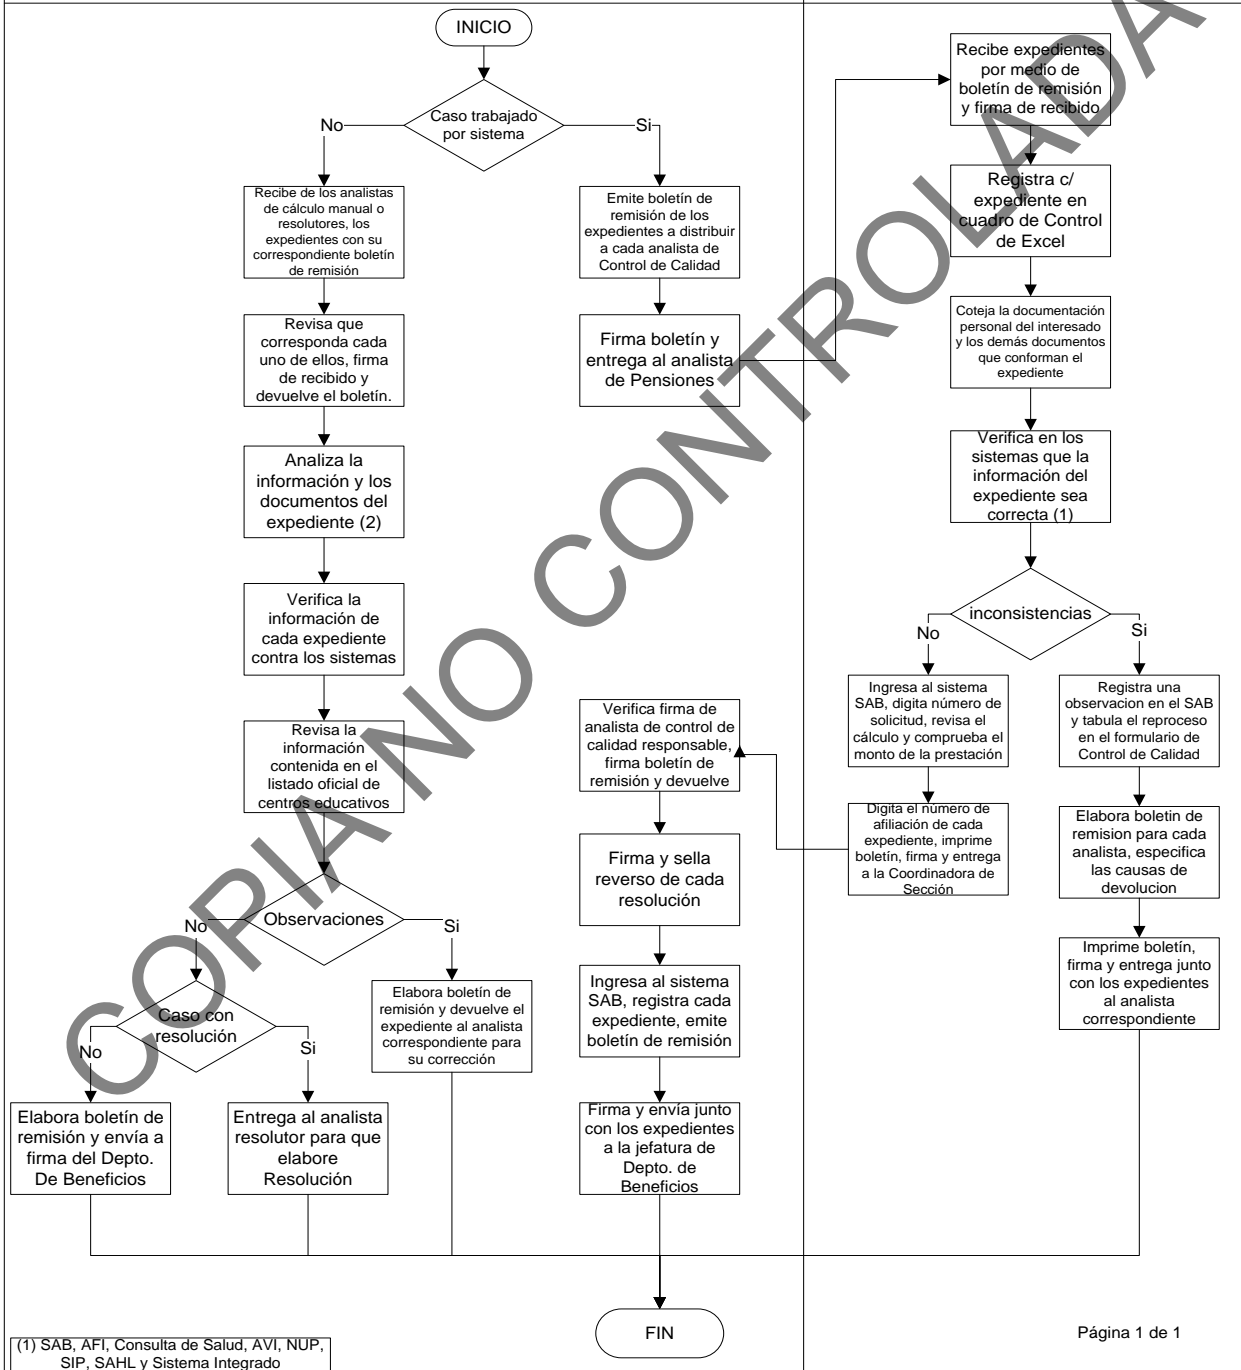 INICIO
Caso trabajado
por sistema
No
Si
Recibe de los analistas
de cálculo manual o
resolutores, los
expedientes con su
correspondiente boletín
de remisión
Revisa que
corresponda cada
uno de ellos, firma
de recibido y
devuelve el boletín.
Analiza la
información y los
documentos del
expediente (2)
Verifica la
información de
cada expediente
contra los sistemas
Revisa la
información
contenida en el
listado oficial de
centros educativos
Observaciones
No
Si
Caso con
resolución
No
Si
Elabora boletín de
remisión y devuelve el
expediente al analista
correspondiente para
su corrección
Elabora boletín de
remisión y envía a
firma del Depto.
De Beneficios
Entrega al analista
resolutor para que
elabore
Resolución
Emite boletín de
remisión de los
expedientes a distribuir
a cada analista de
Control de Calidad
Firma boletín y
entrega al analista
de Pensiones
Recibe expedientes
por medio de
boletín de remisión
y firma de recibido
Registra c/
expediente en
cuadro de Control
de Excel
Coteja la documentación
personal del interesado
y los demás documentos
que conforman el
expediente
Verifica en los
sistemas que la
información del
expediente sea
correcta (1)
inconsistencias
No
Si
Ingresa al sistema
SAB, digita número de
solicitud, revisa el
cálculo y comprueba el
monto de la prestación
Digita el número de
afiliación de cada
expediente, imprime
boletín, firma y entrega
a la Coordinadora de
Sección
Registra una
observacion en el SAB
y tabula el reproceso
en el formulario de
Control de Calidad
Elabora boletin de
remision para cada
analista, especifica
las causas de
devolucion
Imprime boletín,
firma y entrega junto
con los expedientes
al analista
correspondiente
Verifica firma de
analista de control de
calidad responsable,
firma boletín de
remisión y devuelve
Firma y sella
reverso de cada
resolución
Ingresa al sistema
SAB, registra cada
expediente, emite
boletín de remisión
Firma y envía junto
con los expedientes
a la jefatura de
Depto. de
Beneficios
FIN
(1) SAB, AFI, Consulta de Salud, AVI, NUP,
SIP, SAHL y Sistema Integrado
Página 1 de 1
COPIA NO CONTROLADA